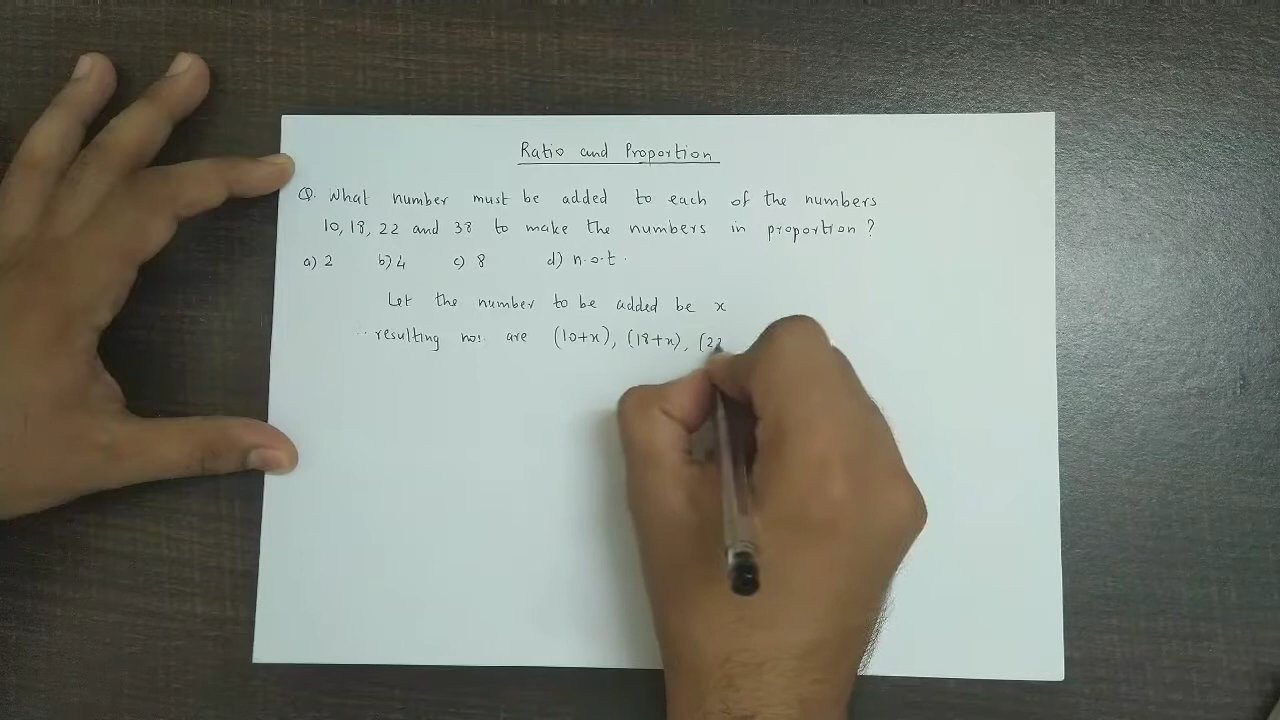 Ratio and Proportion
Q. What number must be added to each of the numbers
10, 18, 22 and 38 to make the numbers in proportion ?
a) 2 b) 4 c) 8 d) n.o.t.
Let the number to be added be x
∴ resulting nos are (10+x), (18+x), (22